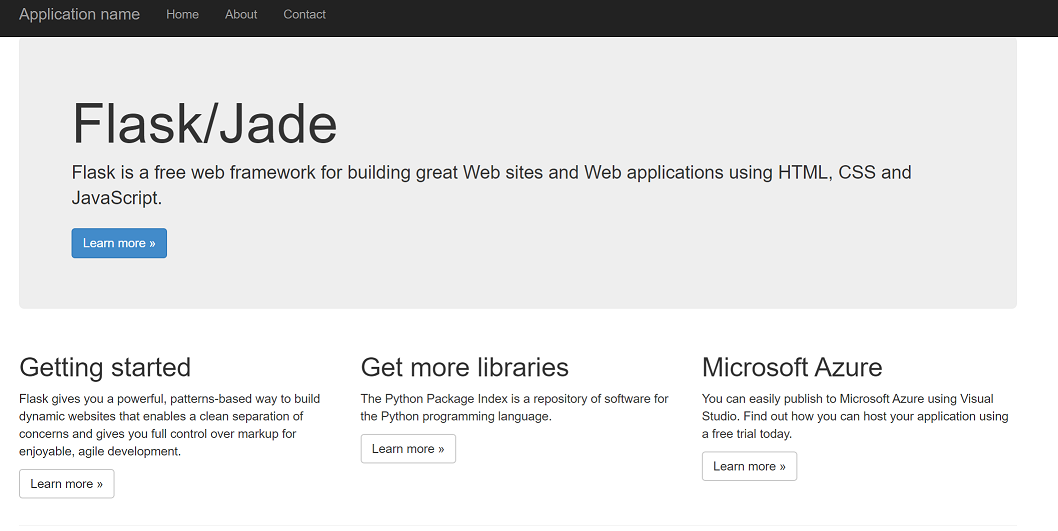 Application name Home About Contact
Flask/Jade
Flask is a free web framework for building great Web sites and Web applications using HTML, CSS and
JavaScript.
Learn more »
Getting started
Flask gives you a powerful, patterns-based way to build
dynamic websites that enables a clean separation of
concerns and gives you full control over markup for
enjoyable, agile development.
Learn more »
Get more libraries
The Python Package Index is a repository of software for
the Python programming language.
Learn more »
Microsoft Azure
You can easily publish to Microsoft Azure using Visual
Studio. Find out how you can host your application using
a free trial today.
Learn more »